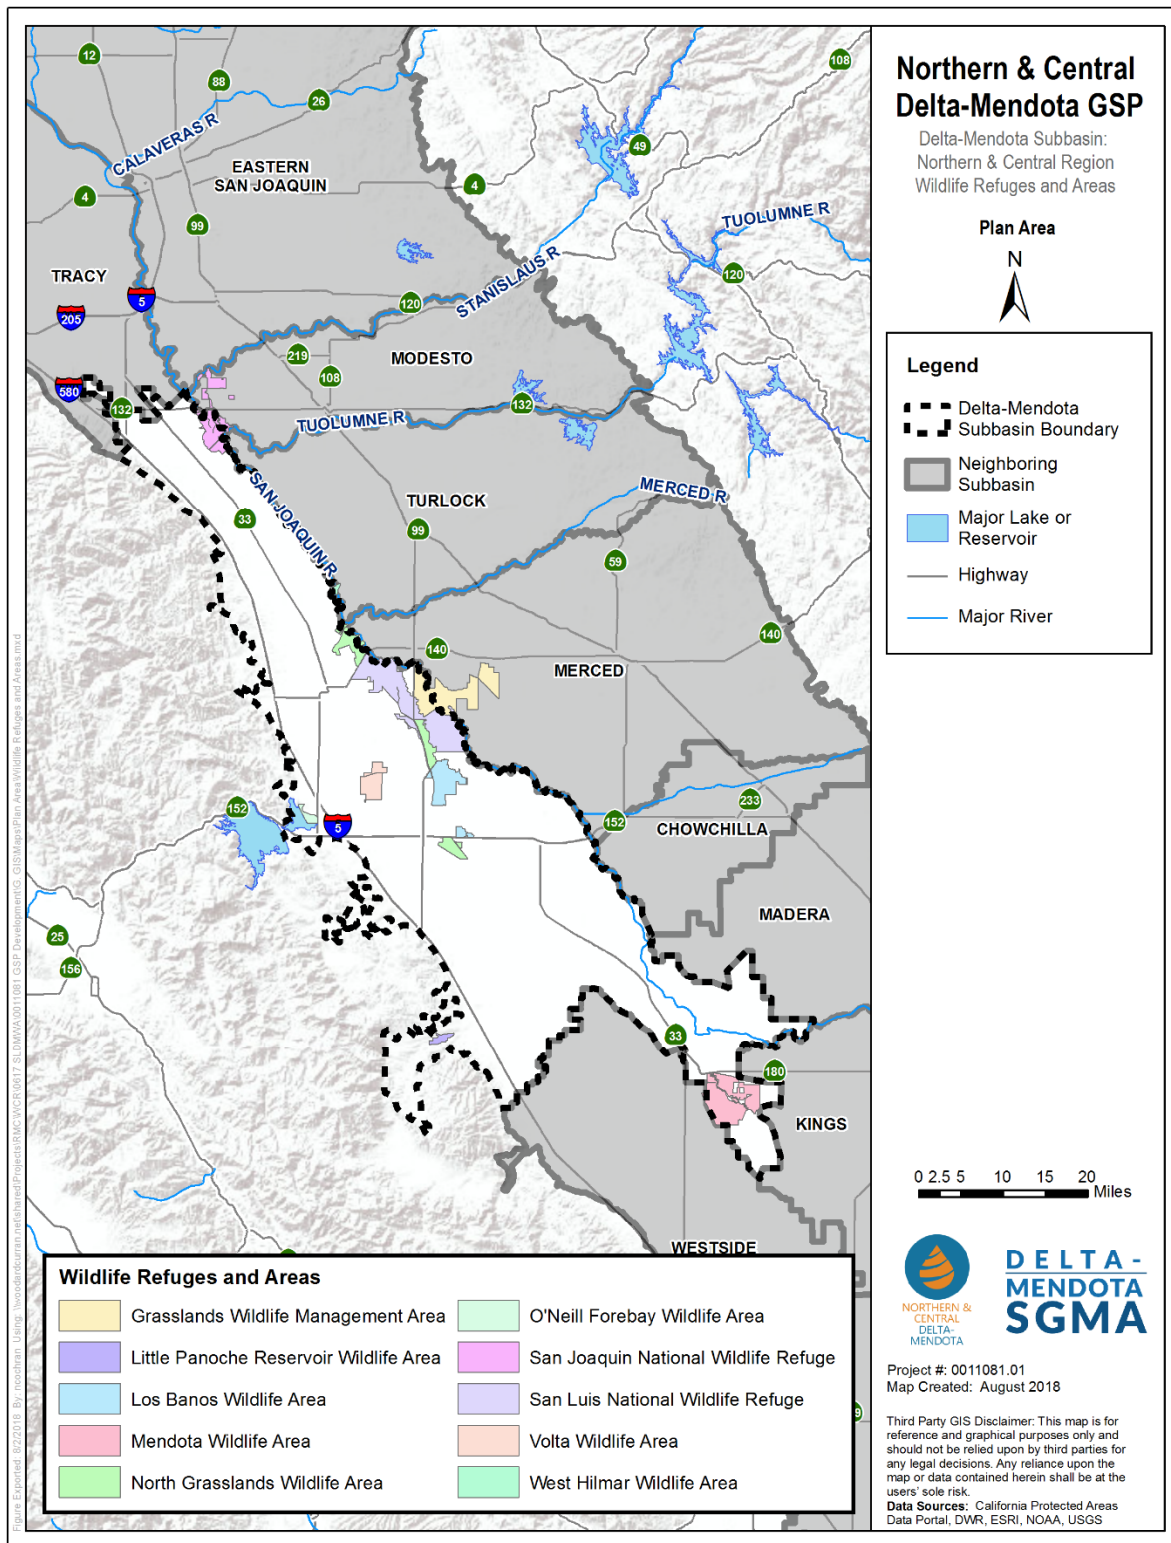 Northern & Central
Delta-Mendota GSP
Delta-Mendota Subbasin:
Northern & Central Region
Wildlife Refuges and Areas
Plan Area
N
Legend
Delta-Mendota
Subbasin Boundary
Neighboring
Subbasin
Major Lake or
Reservoir
Highway
Major River
0 2.5 5 10 15 20
Miles
NORTHERN &
CENTRAL
DELTA-
MENDOTA
DELTA-
MENDOTA
SGMA
Project #: 0011081.01
Map Created: August 2018
Third Party GIS Disclaimer: This map is for
reference and graphical purposes only and
should not be relied upon by third parties for
any legal decisions. Any reliance upon the
map or data contained herein shall be at the
users' sole risk.
Data Sources: California Protected Areas
Data Portal, DWR, ESRI, NOAA, USGS
12
88
26
108
CALAVERAS R
EASTERN
SAN JOAQUIN
49
4
4
99
TUOLUMNE R
TRACY
STANISLAUS R
120
5
205
120
219
MODESTO
108
580
132
132
TUOLUMNE R
SAN JOAQUIN R
TURLOCK
MERCED R
33
99
59
140
140
MERCED
152
5
233
152
CHOWCHILLA
MADERA
25
156
33
180
KINGS
WESTSIDE
Wildlife Refuges and Areas
Grasslands Wildlife Management Area
Little Panoche Reservoir Wildlife Area
Los Banos Wildlife Area
Mendota Wildlife Area
North Grasslands Wildlife Area
O'Neill Forebay Wildlife Area
San Joaquin National Wildlife Refuge
San Luis National Wildlife Refuge
Volta Wildlife Area
West Hilmar Wildlife Area